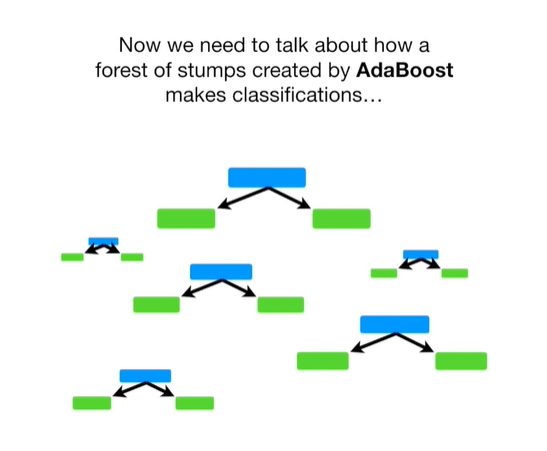 Now we need to talk about how a
forest of stumps created by AdaBoost
makes classifications…